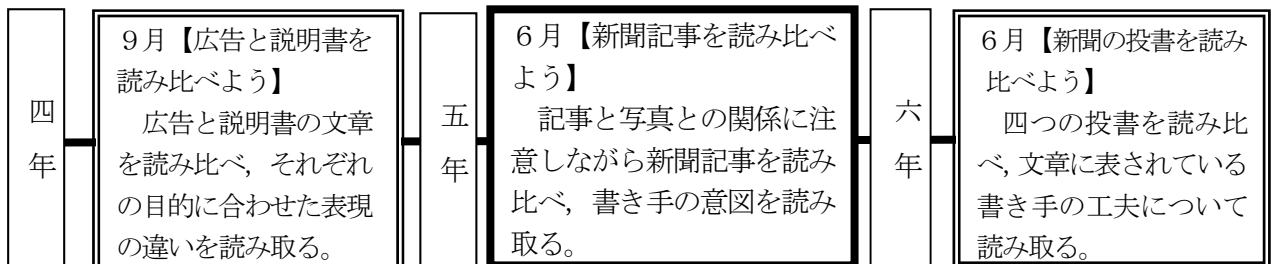 四年
９月【広告と説明書を
読み比べよう】
広告と説明書の文章
を読み比べ，それぞれ
の目的に合わせた表現
の違いを読み取る。
五年
６月【新聞記事を読み比べ
よう】
記事と写真との関係に注
意しながら新聞記事を読み
比べ，書き手の意図を読み
取る。
六年
６月【新聞の投書を読み
比べよう】
四つの投書を読み比
べ，文章に表されている
書き手の工夫について
読み取る。